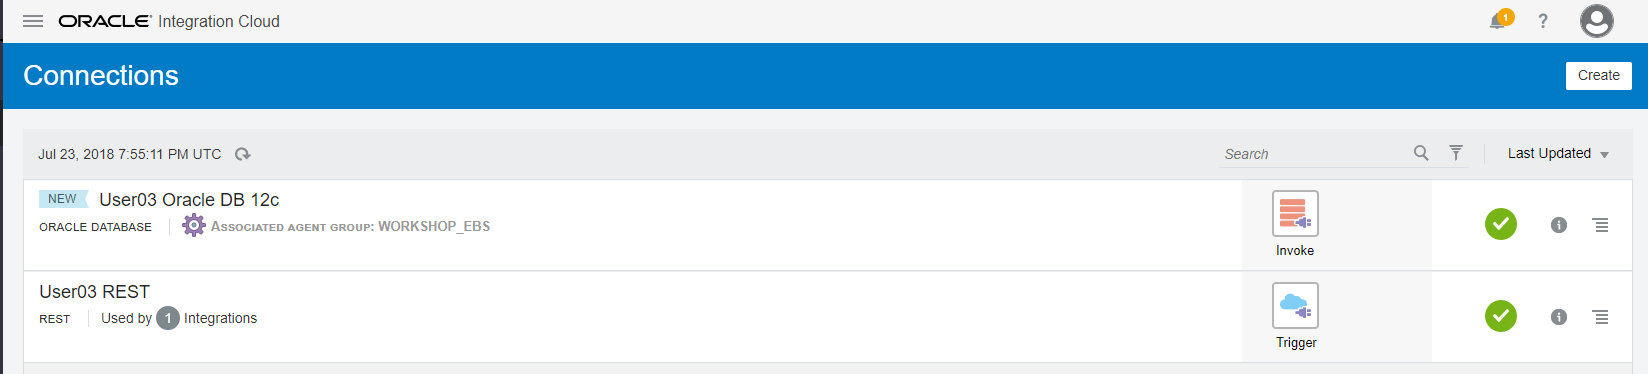 ORACLE® Integration Cloud 1 ?
Connections Create
Jul 23, 2018 7:55:11 PM UTC Search Last Updated
NEW User03 Oracle DB 12c
ORACLE DATABASE ASSOCIATED AGENT GROUP: WORKSHOP_EBS
Invoke
User03 REST
REST Used by 1 Integrations
Trigger